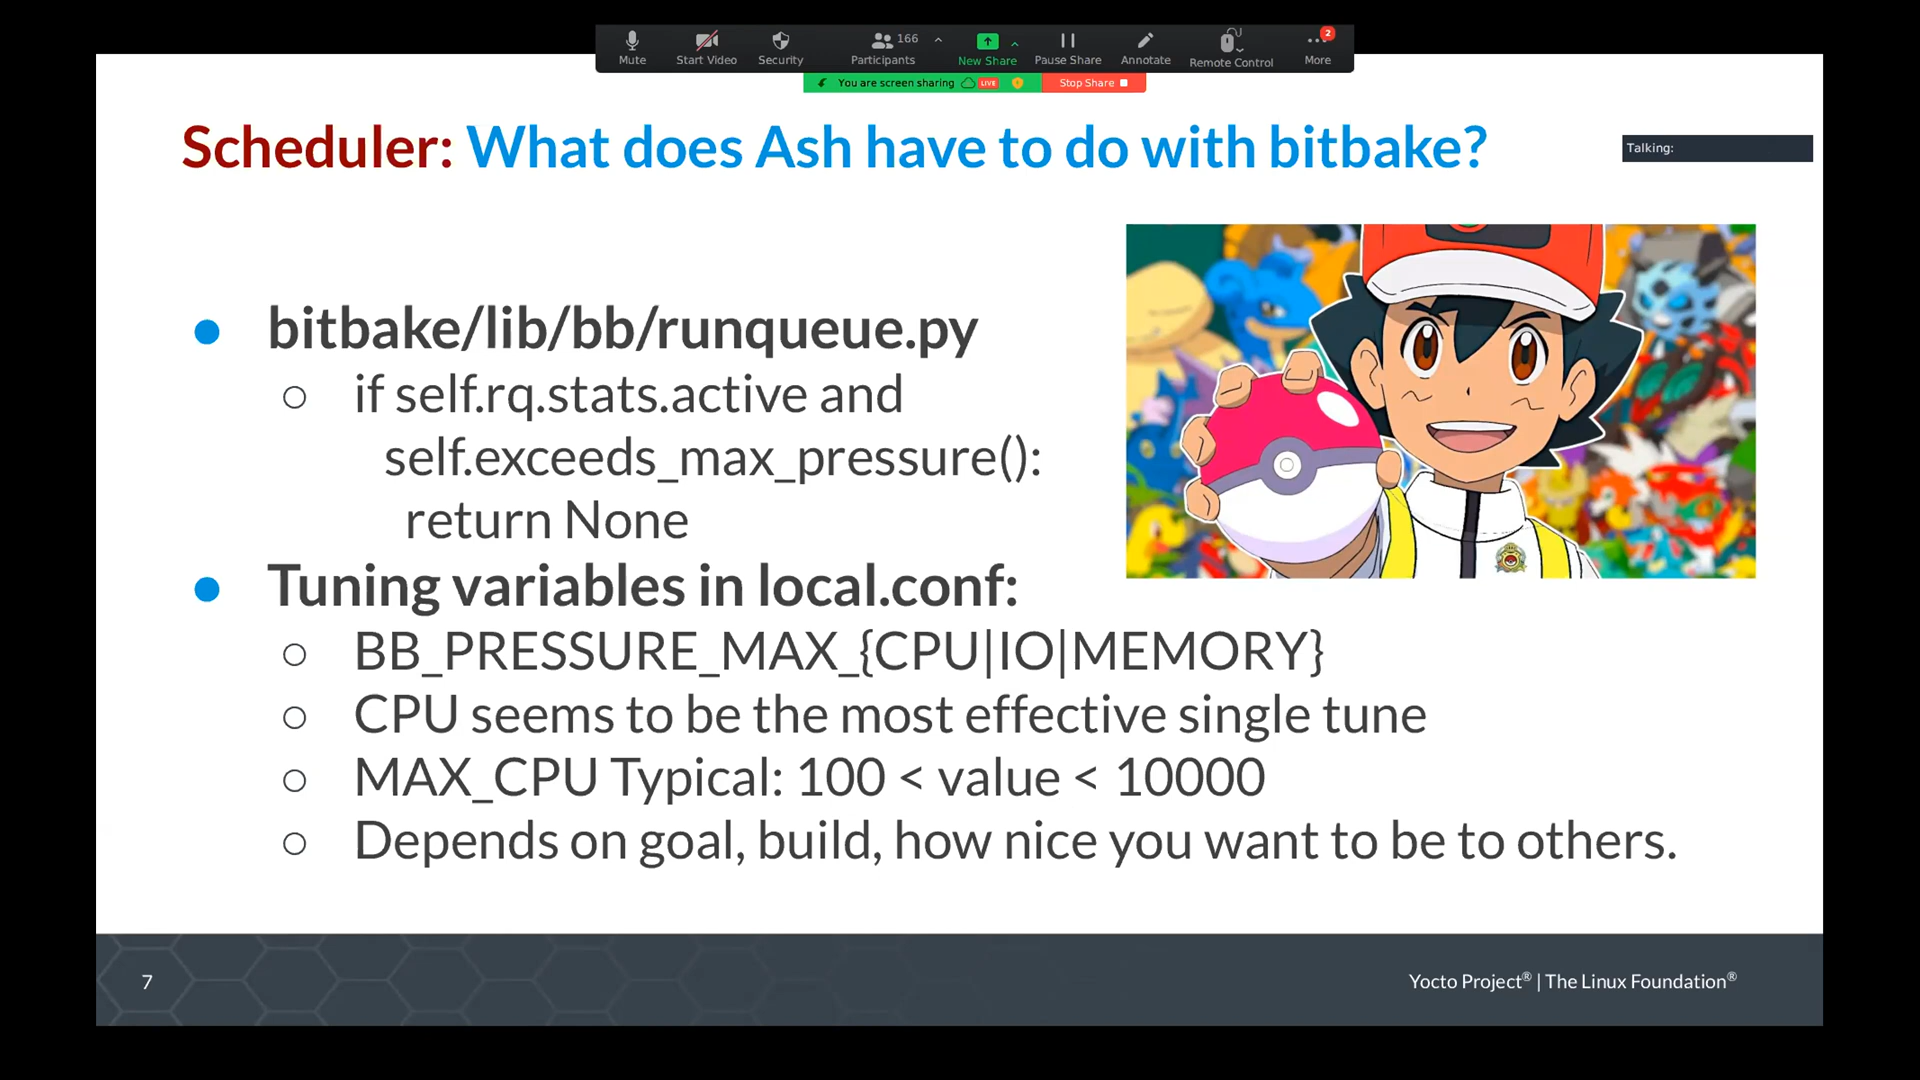 Mute
Start Video
Security
Participants
166
New Share
Pause Share
Annotate
Remote Control
More
2
You are screen sharing
LIVE
Stop Share
Scheduler: What does Ash have to do with bitbake?
Talking:
bitbake/lib/bb/runqueue.py
if self.rq.stats.active and
self.exceeds_max_pressure():
return None
Tuning variables in local.conf:
BB_PRESSURE_MAX_{CPU|IO|MEMORY}
CPU seems to be the most effective single tune
MAX_CPU Typical: 100 < value < 10000
Depends on goal, build, how nice you want to be to others.
7
Yocto Project® | The Linux Foundation®